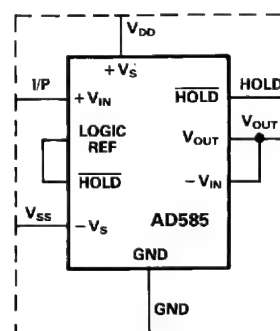 V_DD
+V_S
I/P
+V_IN
HOLD
HOLD
LOGIC
REF
V_OUT
V_OUT
HOLD
-V_IN
V_SS
-V_S
AD585
GND
GND